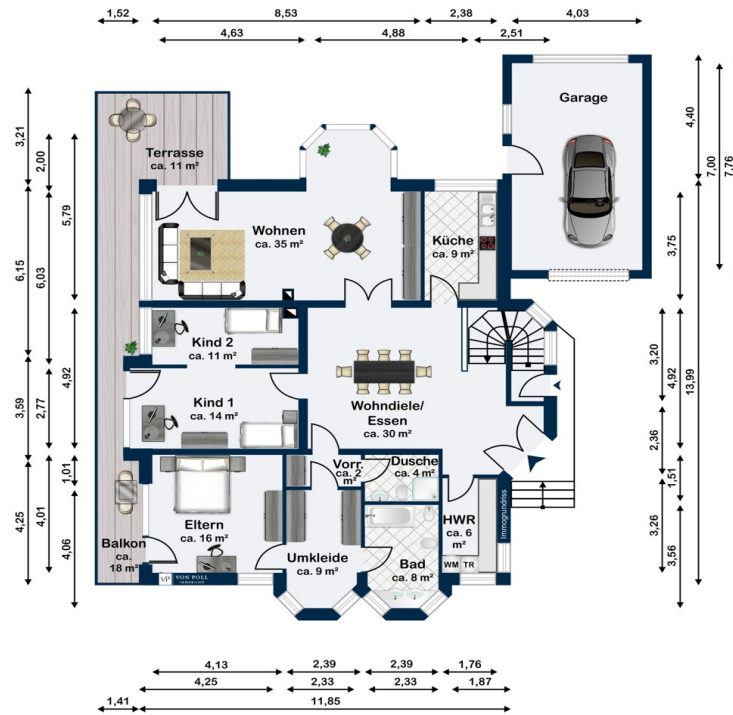 1,52
8,53
2,38
4,03
4,63
4,88
2,51
3,21
2,00
5,79
6,15
6,03
4,92
3,59
2,77
1,01
4,25
4,01
4,06
Garage
Terrasse
ca. 11 m²
Wohnen
ca. 35 m²
Küche
ca. 9 m²
Kind 2
ca. 11 m²
Kind 1
ca. 14 m²
Wohndiele/
Essen
ca. 30 m²
Vorr.
ca. 2
m²
Dusche
ca. 4 m²
Eltern
ca. 16 m²
Balkon
ca.
18 m²
Umkleide
ca. 9 m²
Bad
ca. 8 m²
HWR
ca. 6
m²
WM TR
Immogrundriss
VP VON POLL
IMMOBILIEN
4,40
7,00
7,76
3,75
3,20
4,92
13,99
2,36
1,51
3,26
3,56
4,13
2,39
2,39
1,76
4,25
2,33
2,33
1,87
1,41
11,85